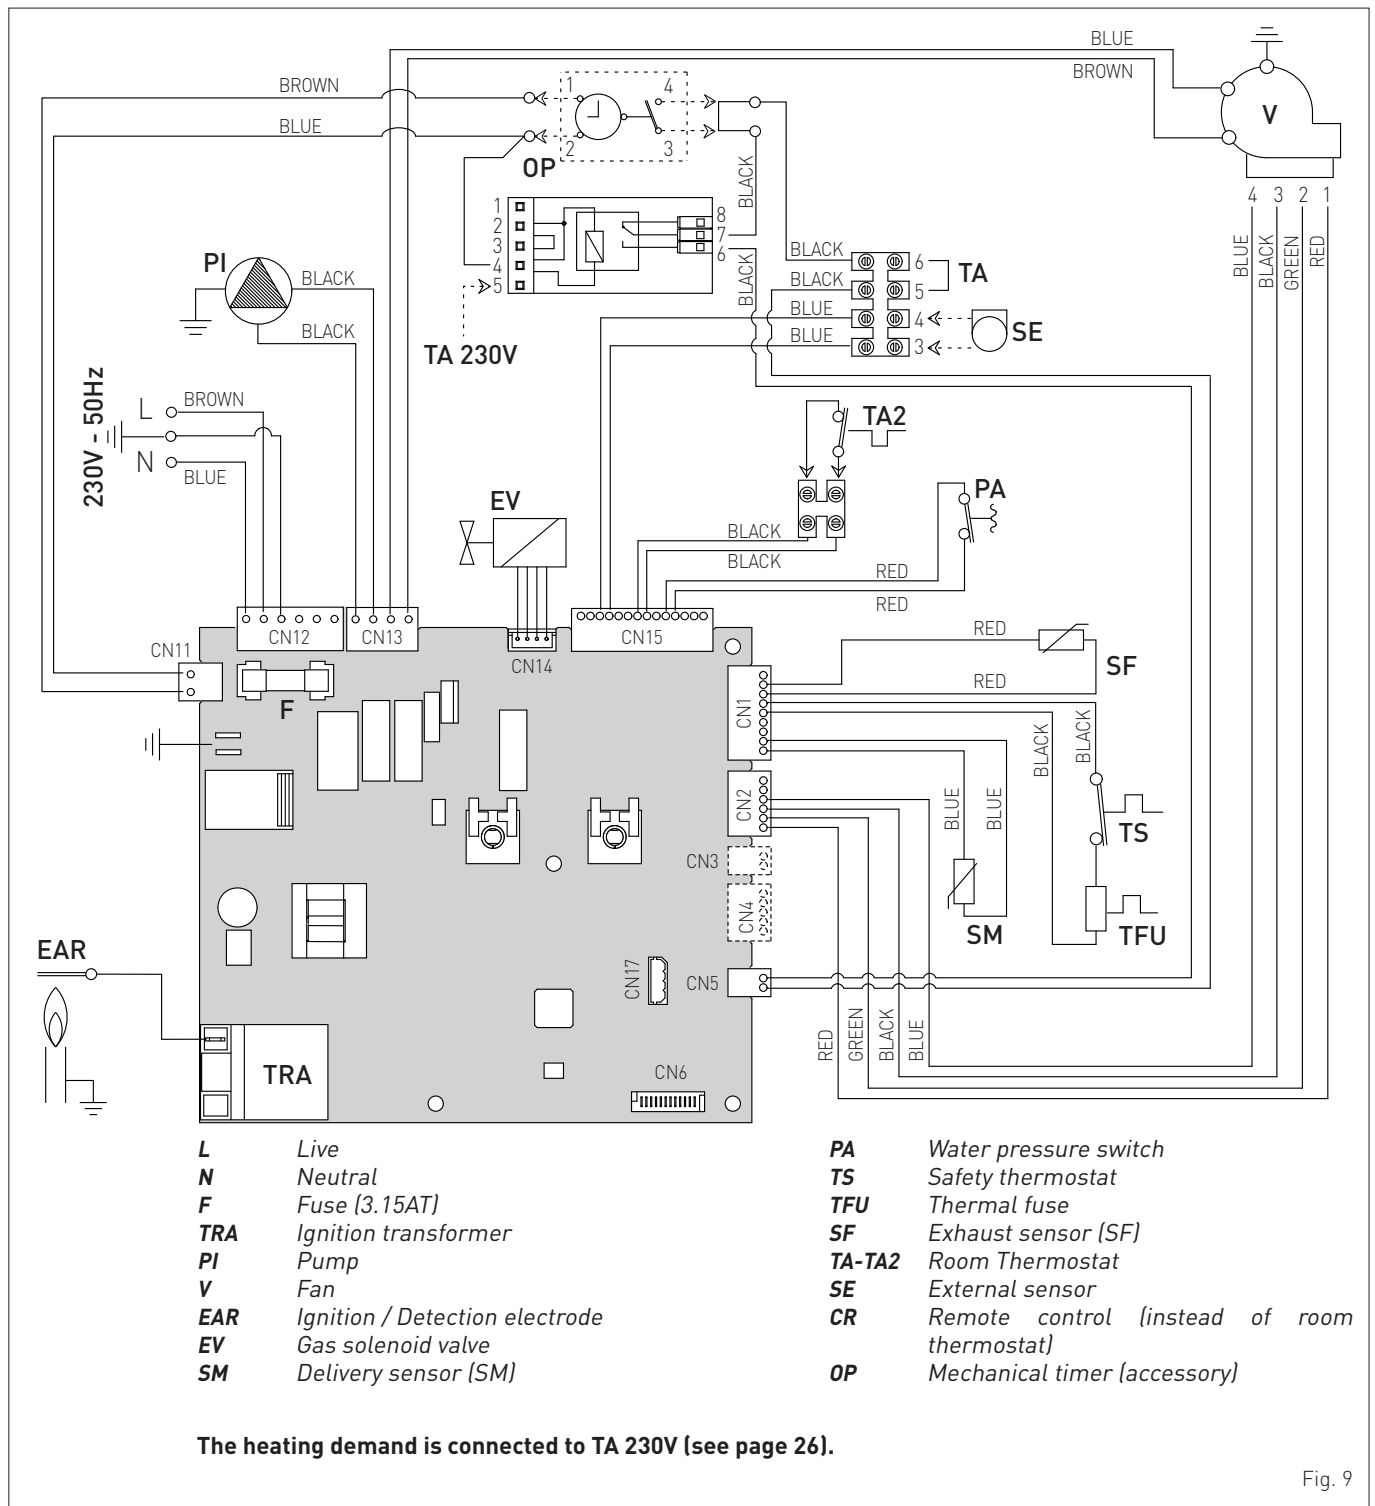 BLUE
BROWN
BROWN
1
4
BLUE
2
3
OP
V
4 3 2 1
BLUE
BLACK
GREEN
RED
BLACK
1
2
3
4
5
8
7
6
BLACK
TA 230V
BLACK
BLACK
BLUE
BLUE
6
5
4
3
TA
SE
PI
BLACK
BLACK
230V - 50Hz
L
BROWN
N
BLUE
TA2
PA
EV
BLACK
BLACK
RED
RED
CN11
CN12
CN13
CN14
CN15
F
RED
RED
SF
CN1
BLACK
BLACK
CN2
BLUE
BLUE
TS
CN3
CN4
SM
TFU
EAR
CN17
CN5
RED
GREEN
BLACK
BLUE
TRA
CN6
L Live
N Neutral
F Fuse (3.15AT)
TRA Ignition transformer
PI Pump
V Fan
EAR Ignition / Detection electrode
EV Gas solenoid valve
SM Delivery sensor (SM)
PA Water pressure switch
TS Safety thermostat
TFU Thermal fuse
SF Exhaust sensor (SF)
TA-TA2 Room Thermostat
SE External sensor
CR Remote control (instead of room
thermostat)
OP Mechanical timer (accessory)
The heating demand is connected to TA 230V (see page 26).
Fig. 9